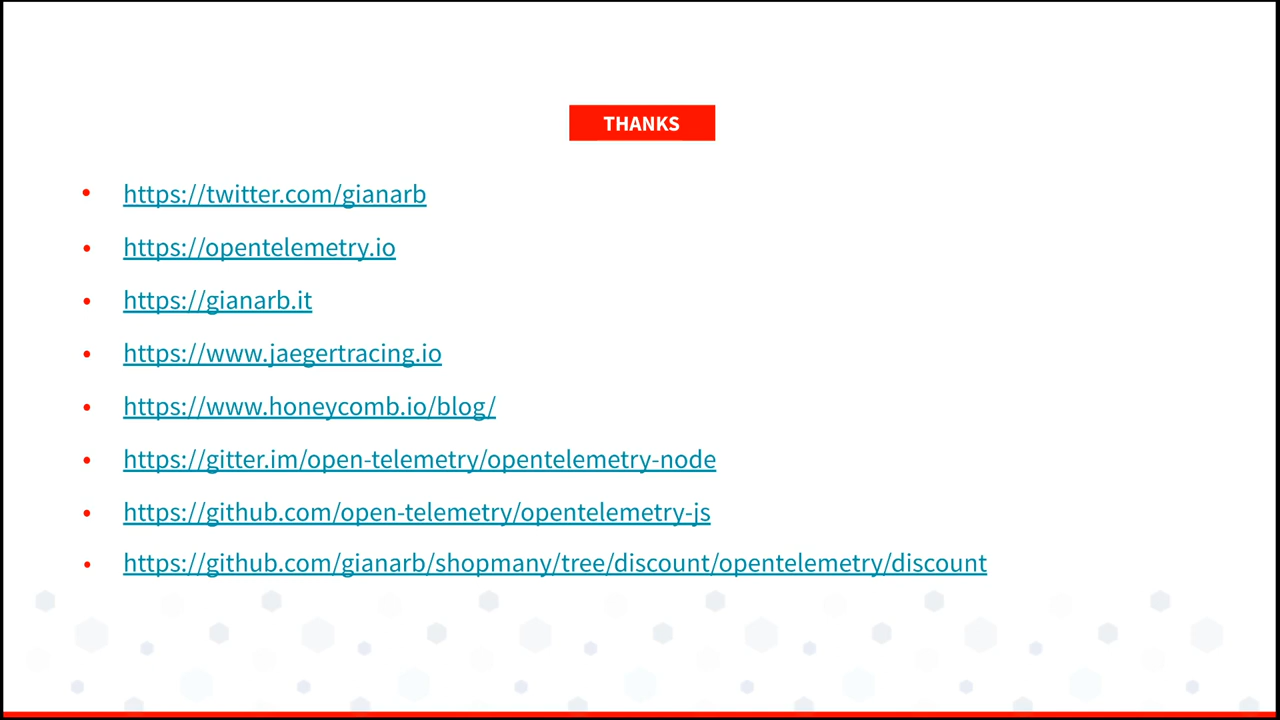 THANKS
• https://twitter.com/gianarb
• https://opentelemetry.io
• https://gianarb.it
• https://www.jaegertracing.io
• https://www.honeycomb.io/blog/
• https://gitter.im/open-telemetry/opentelemetry-node
• https://github.com/open-telemetry/opentelemetry-js
• https://github.com/gianarb/shopmany/tree/discount/opentelemetry/discount